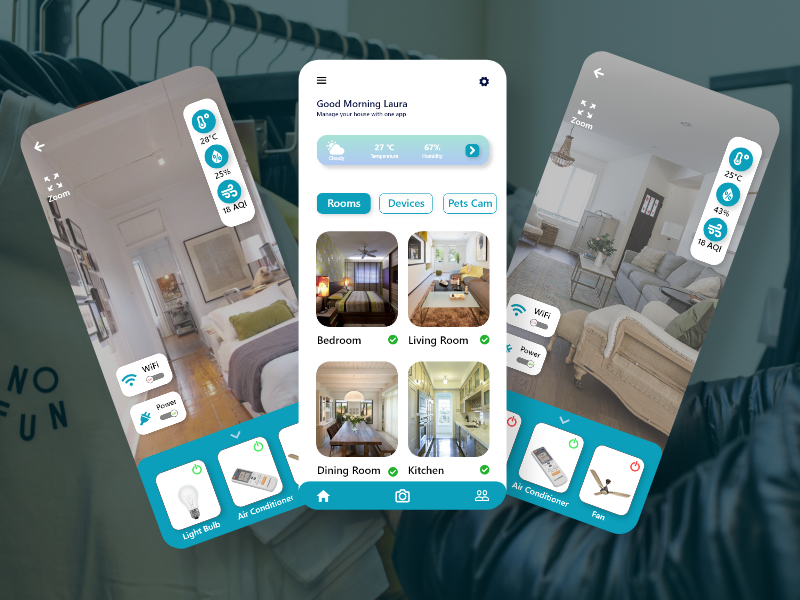 Good Morning Laura
Manage your house with one app
Cloudy
27 °C
Temperature
67%
Humidity
Rooms
Devices
Pets Cam
Bedroom
Living Room
Dining Room
Kitchen
Zoom
28°C
25%
18 AQI
WiFi
Power
Light Bulb
Air Conditioner
Zoom
25°C
43%
18 AQI
WiFi
Power
Air Conditioner
Fan
NO
FUN